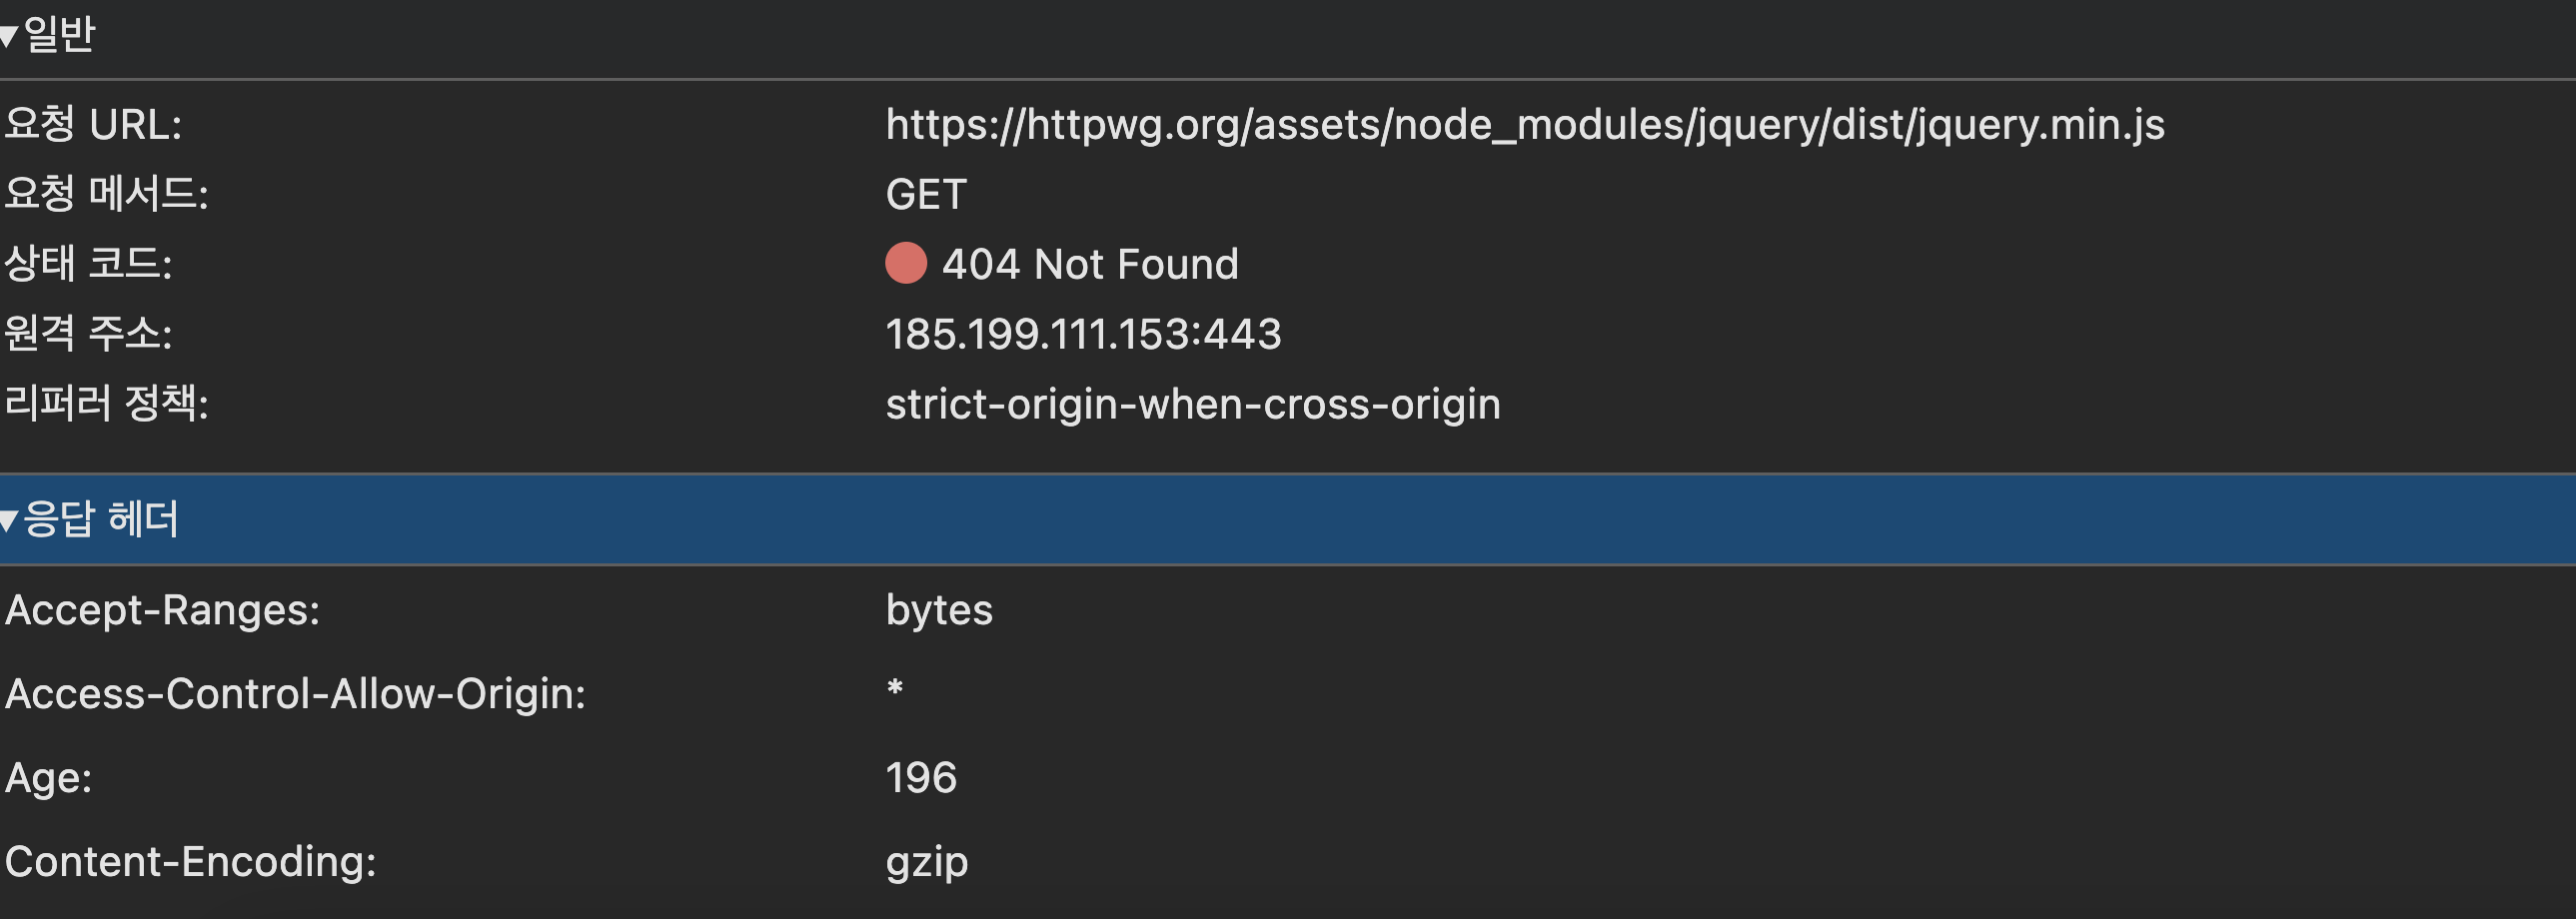 ▼일반
요청 URL: https://httpwg.org/assets/node_modules/jquery/dist/jquery.min.js
요청 메서드: GET
상태 코드: 404 Not Found
원격 주소: 185.199.111.153:443
리퍼러 정책: strict-origin-when-cross-origin
▼응답 헤더
Accept-Ranges: bytes
Access-Control-Allow-Origin: *
Age: 196
Content-Encoding: gzip